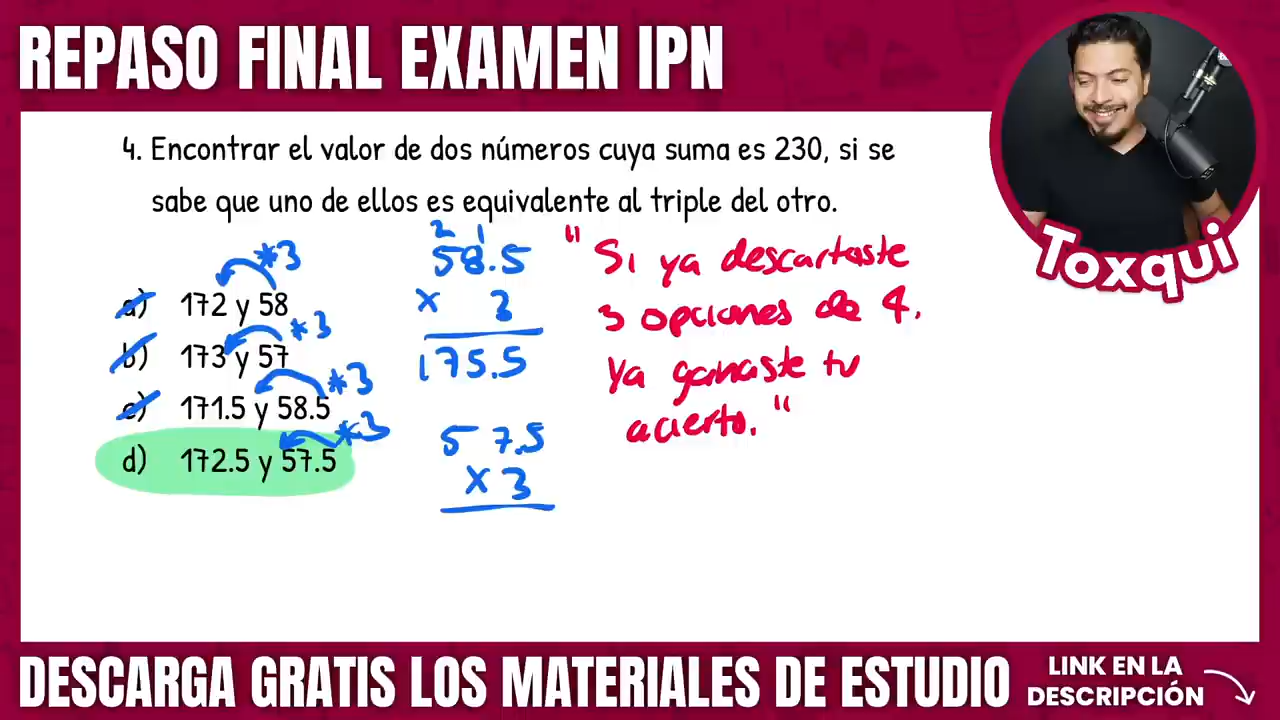 REPASO FINAL EXAMEN IPN
4. Encontrar el valor de dos números cuya suma es 230, si se
sabe que uno de ellos es equivalente al triple del otro.
*3
a) 172 y 58
*3
b) 173 y 57
*3
c) 171.5 y 58.5
*3
d) 172.5 y 57.5
2 1
58.5
x 3
175.5
57.5
x 3
" Si ya descartaste
3 opciones de 4.
Ya ganaste tu
acierto. "
Toxqui
DESCARGA GRATIS LOS MATERIALES DE ESTUDIO
LINK EN LA
DESCRIPCIÓN